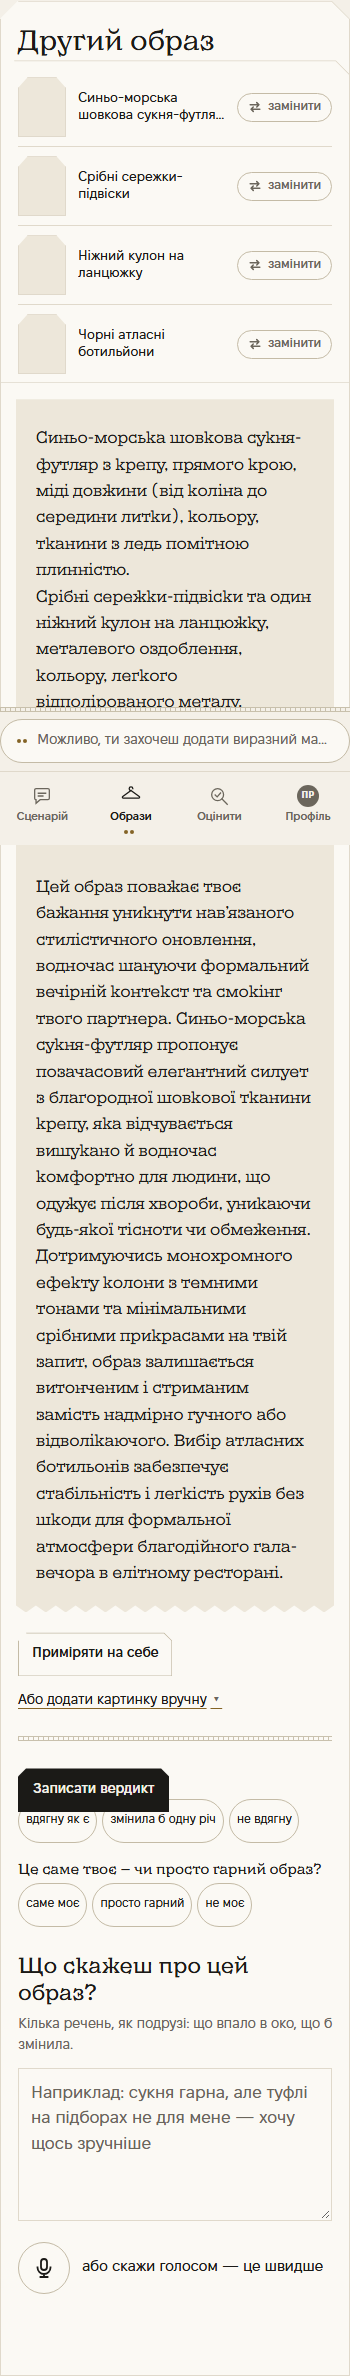 Другий образ
Синьо-морська
шовкова сукня-футля...
замінити
Срібні сережки-
підвіски
замінити
Ніжний кулон на
ланцюжку
замінити
Чорні атласні
ботильйони
замінити
Синьо-морська шовкова сукня-
футляр з крепу, прямого крою,
міді довжини (від коліна до
середини литки), кольору,
тканини з ледь помітною
плинністю.
Срібні сережки-підвіски та один
ніжний кулон на ланцюжку,
металевого оздоблення,
кольору, легкого
відполірованого металу,
Можливо, ти захочеш додати виразний ма...
Сценарій
Образи
Оцінити
ПР
Профіль
Цей образ поважає твоє
бажання уникнути нав'язаного
стилістичного оновлення,
водночас шануючи формальний
вечірній контекст та смокінг
твого партнера. Синьо-морська
сукня-футляр пропонує
позачасовий елегантний силует
з благородної шовкової тканини
крепу, яка відчувається
вишукано й водночас
комфортно для людини, що
одужує після хвороби, уникаючи
будь-якої тісноти чи обмеження.
Дотримуючись монохромного
ефекту колони з темними
тонами та мінімальними
срібними прикрасами на твій
запит, образ залишається
витонченим і стриманим
замість надмірно гучного або
відволікаючого. Вибір атласних
ботильонів забезпечує
стабільність і легкість рухів без
шкоди для формальної
атмосфери благодійного гала-
вечора в елітному ресторані.
Приміряти на себе
Або додати картинку вручну
Записати вердикт
вдягну як є
змінила б одну річ
не вдягну
Це саме твоє – чи просто гарний образ?
саме моє
просто гарний
не моє
Що скажеш про цей
образ?
Кілька речень, як подрузі: що впало в око, що б
змінила.
Наприклад: сукня гарна, але туфлі
на підборах не для мене — хочу
щось зручніше
або скажи голосом — це швидше